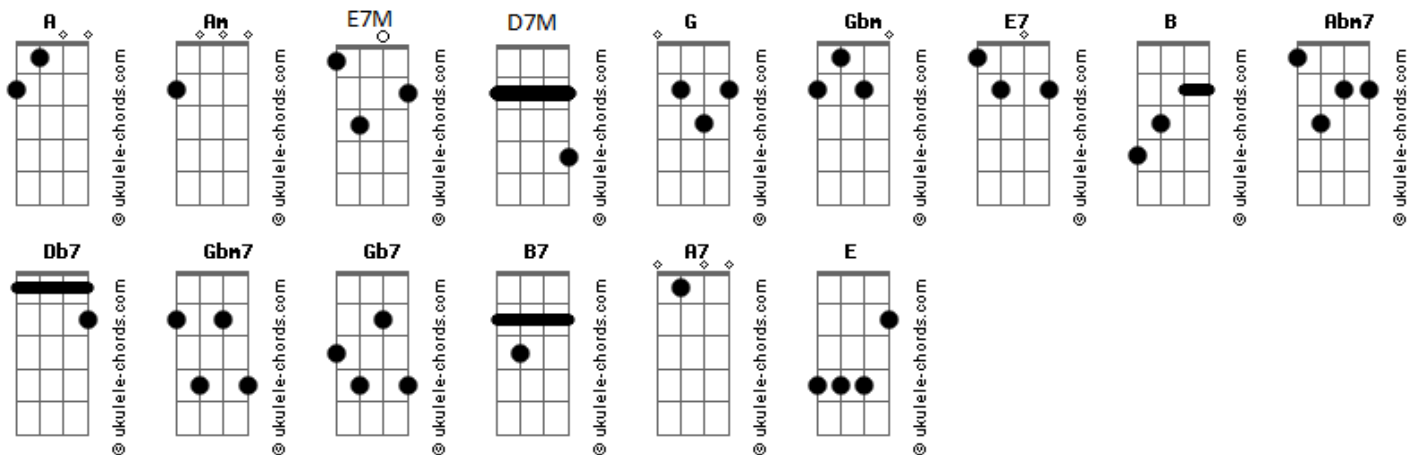 A Am E7M D7M G Gbm E7 B Abm7
© ukulele-chords.com © ukulele-chords.com © ukulele-chords.com © ukulele-chords.com © ukulele-chords.com © ukulele-chords.com © ukulele-chords.com © ukulele-chords.com © ukulele-chords.com
Db7 Gbm7 Gb7 B7 A7 E
© ukulele-chords.com © ukulele-chords.com © ukulele-chords.com © ukulele-chords.com © ukulele-chords.com © ukulele-chords.com